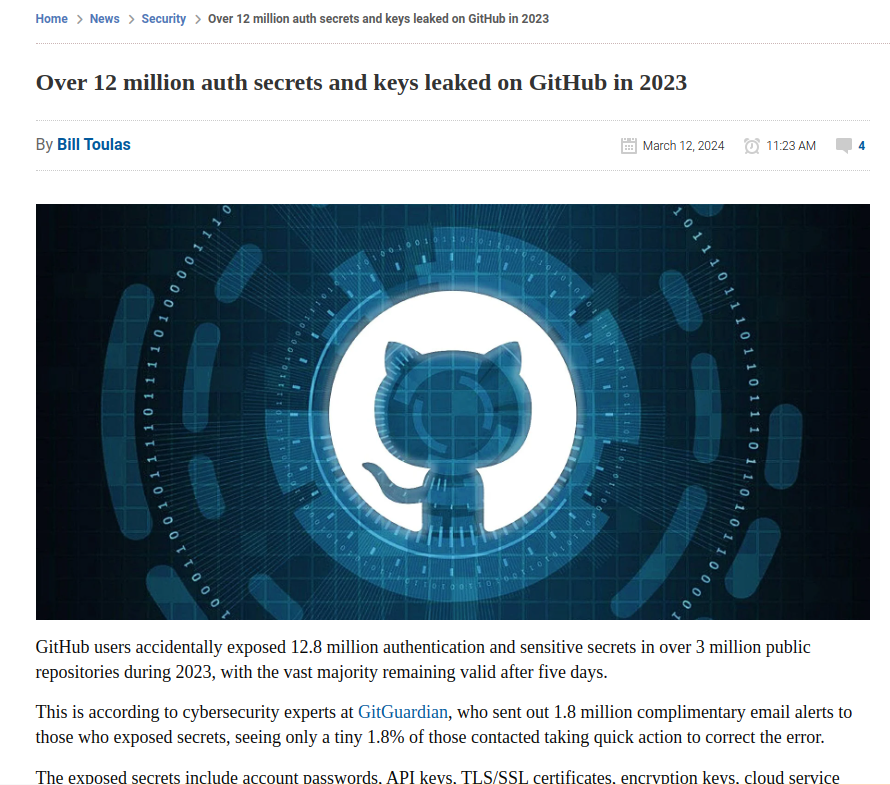 Home > News > Security > Over 12 million auth secrets and keys leaked on GitHub in 2023
Over 12 million auth secrets and keys leaked on GitHub in 2023
By Bill Toulas March 12, 2024 11:23 AM 4
GitHub users accidentally exposed 12.8 million authentication and sensitive secrets in over 3 million public
repositories during 2023, with the vast majority remaining valid after five days.
This is according to cybersecurity experts at GitGuardian, who sent out 1.8 million complimentary email alerts to
those who exposed secrets, seeing only a tiny 1.8% of those contacted taking quick action to correct the error.
The exposed secrets include account passwords, API keys, TLS/SSL certificates, encryption keys, cloud service